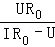 UR₀
IR₀ - U